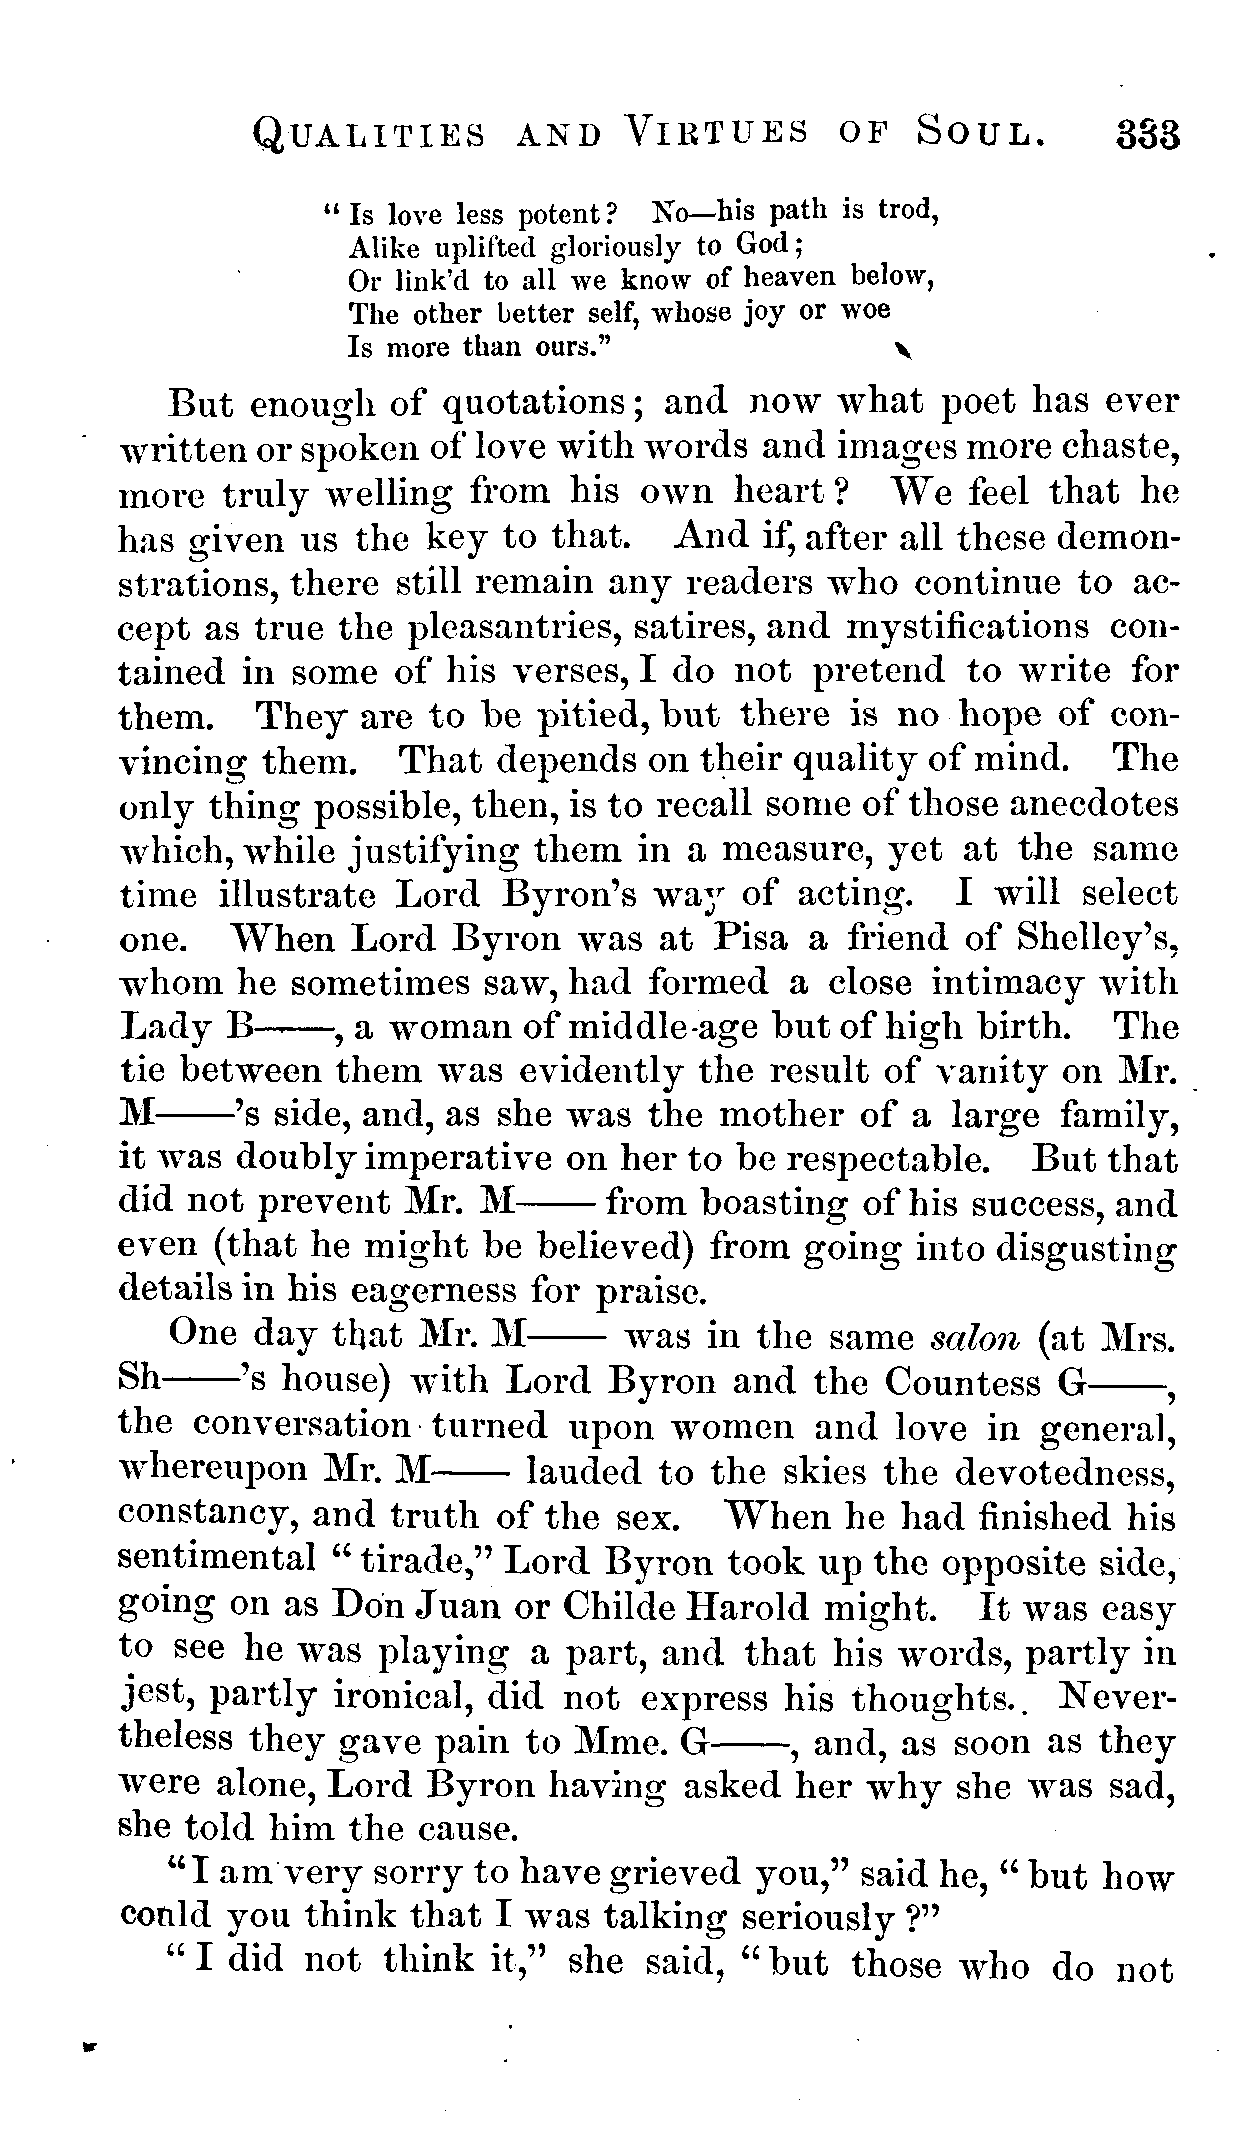 QUALITIES AND VIRTUES OF SOUL. 333
“Is love less potent? No—his path is trod,
Alike uplifted gloriously to God;
Or link’d to all we know of heaven below,
The other better self, whose joy or woe
Is more than ours.”
But enough of quotations; and now what poet has ever
written or spoken of love with words and images more chaste,
more truly welling from his own heart? We feel that he
has given us the key to that. And if, after all these demon-
strations, there still remain any readers who continue to ac-
cept as true the pleasantries, satires, and mystifications con-
tained in some of his verses, I do not pretend to write for
them. They are to be pitied, but there is no hope of con-
vincing them. That depends on their quality of mind. The
only thing possible, then, is to recall some of those anecdotes
which, while justifying them in a measure, yet at the same
time illustrate Lord Byron’s way of acting. I will select
one. When Lord Byron was at Pisa a friend of Shelley’s,
whom he sometimes saw, had formed a close intimacy with
Lady B——, a woman of middle-age but of high birth. The
tie between them was evidently the result of vanity on Mr.
M——’s side, and, as she was the mother of a large family,
it was doubly imperative on her to be respectable. But that
did not prevent Mr. M—— from boasting of his success, and
even (that he might be believed) from going into disgusting
details in his eagerness for praise.
One day that Mr. M—— was in the same salon (at Mrs.
Sh——’s house) with Lord Byron and the Countess G——,
the conversation turned upon women and love in general,
whereupon Mr. M—— lauded to the skies the devotedness,
constancy, and truth of the sex. When he had finished his
sentimental “tirade,” Lord Byron took up the opposite side,
going on as Don Juan or Childe Harold might. It was easy
to see he was playing a part, and that his words, partly in
jest, partly ironical, did not express his thoughts. Never-
theless they gave pain to Mme. G——, and, as soon as they
were alone, Lord Byron having asked her why she was sad,
she told him the cause.
“I am very sorry to have grieved you,” said he, “but how
could you think that I was talking seriously?”
“I did not think it,” she said, “but those who do not